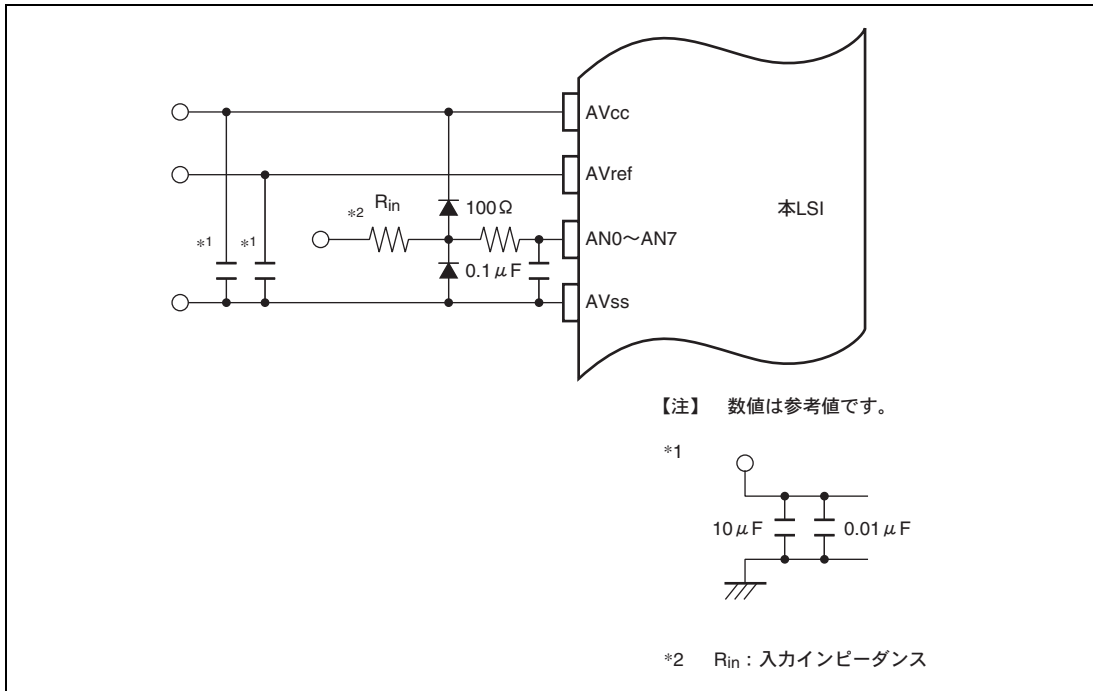 AVcc
AVref
*2 Rin
100Ω
本LSI
*1
*1
AN0～AN7
0.1μF
AVss
【注】 数値は参考値です。
*1
10μF
0.01μF
*2 Rin：入力インピーダンス